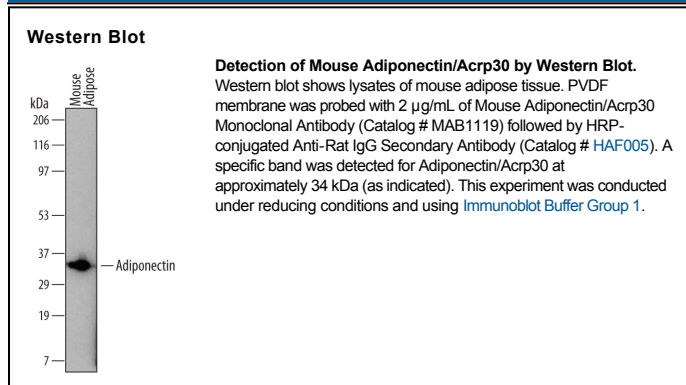 Western Blot
Detection of Mouse Adiponectin/Acrp30 by Western Blot.
Western blot shows lysates of mouse adipose tissue. PVDF
membrane was probed with 2 µg/mL of Mouse Adiponectin/Acrp30
Monoclonal Antibody (Catalog # MAB1119) followed by HRP-
conjugated Anti-Rat IgG Secondary Antibody (Catalog # HAF005). A
specific band was detected for Adiponectin/Acrp30 at
approximately 34 kDa (as indicated). This experiment was conducted
under reducing conditions and using Immunoblot Buffer Group 1.
kDa
Mouse
Adipose
206
116
97
53
37
Adiponectin
29
19
7